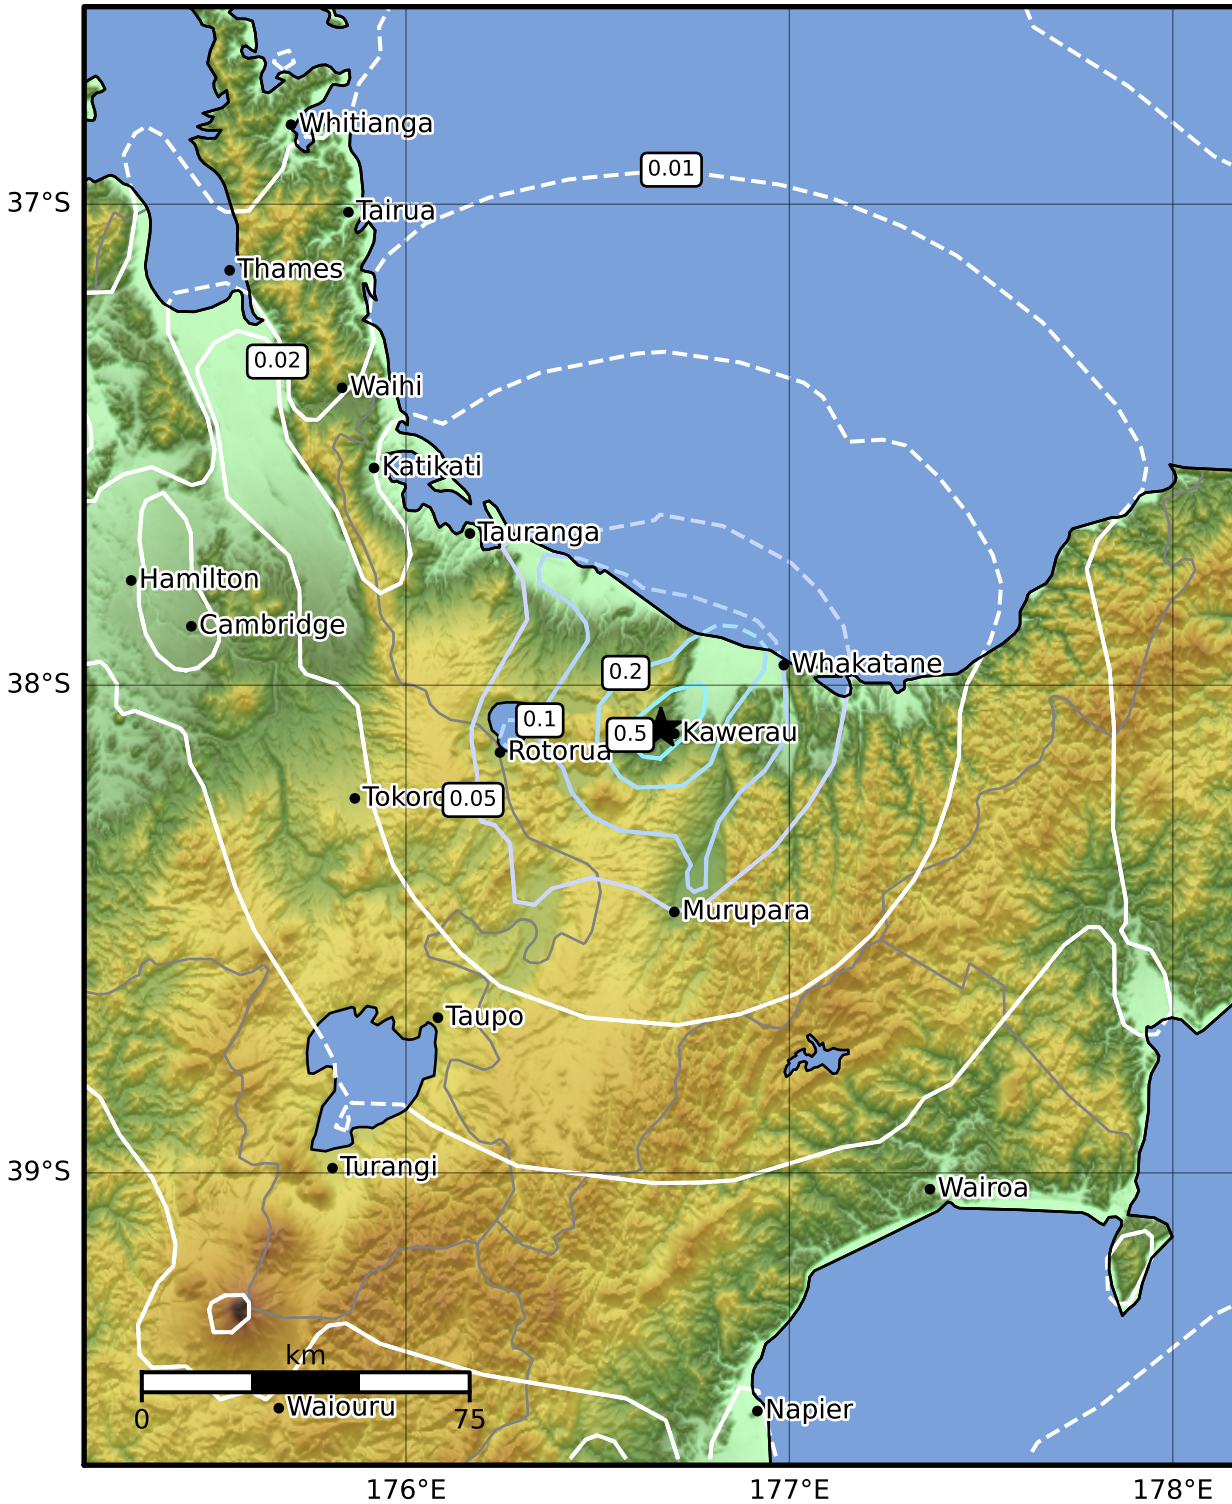 Whitianga
0.01
37°S
Tairua
Thames
0.02
Waihi
Katikati
Tauranga
Hamilton
Cambridge
Whakatane
0.2
38°S
0.1
0.5
Kawerau
Rotorua
Tokoro
0.05
Murupara
Taupo
Turangi
39°S
Wairoa
km
0
75
Waiouru
Napier
176°E
177°E
178°E